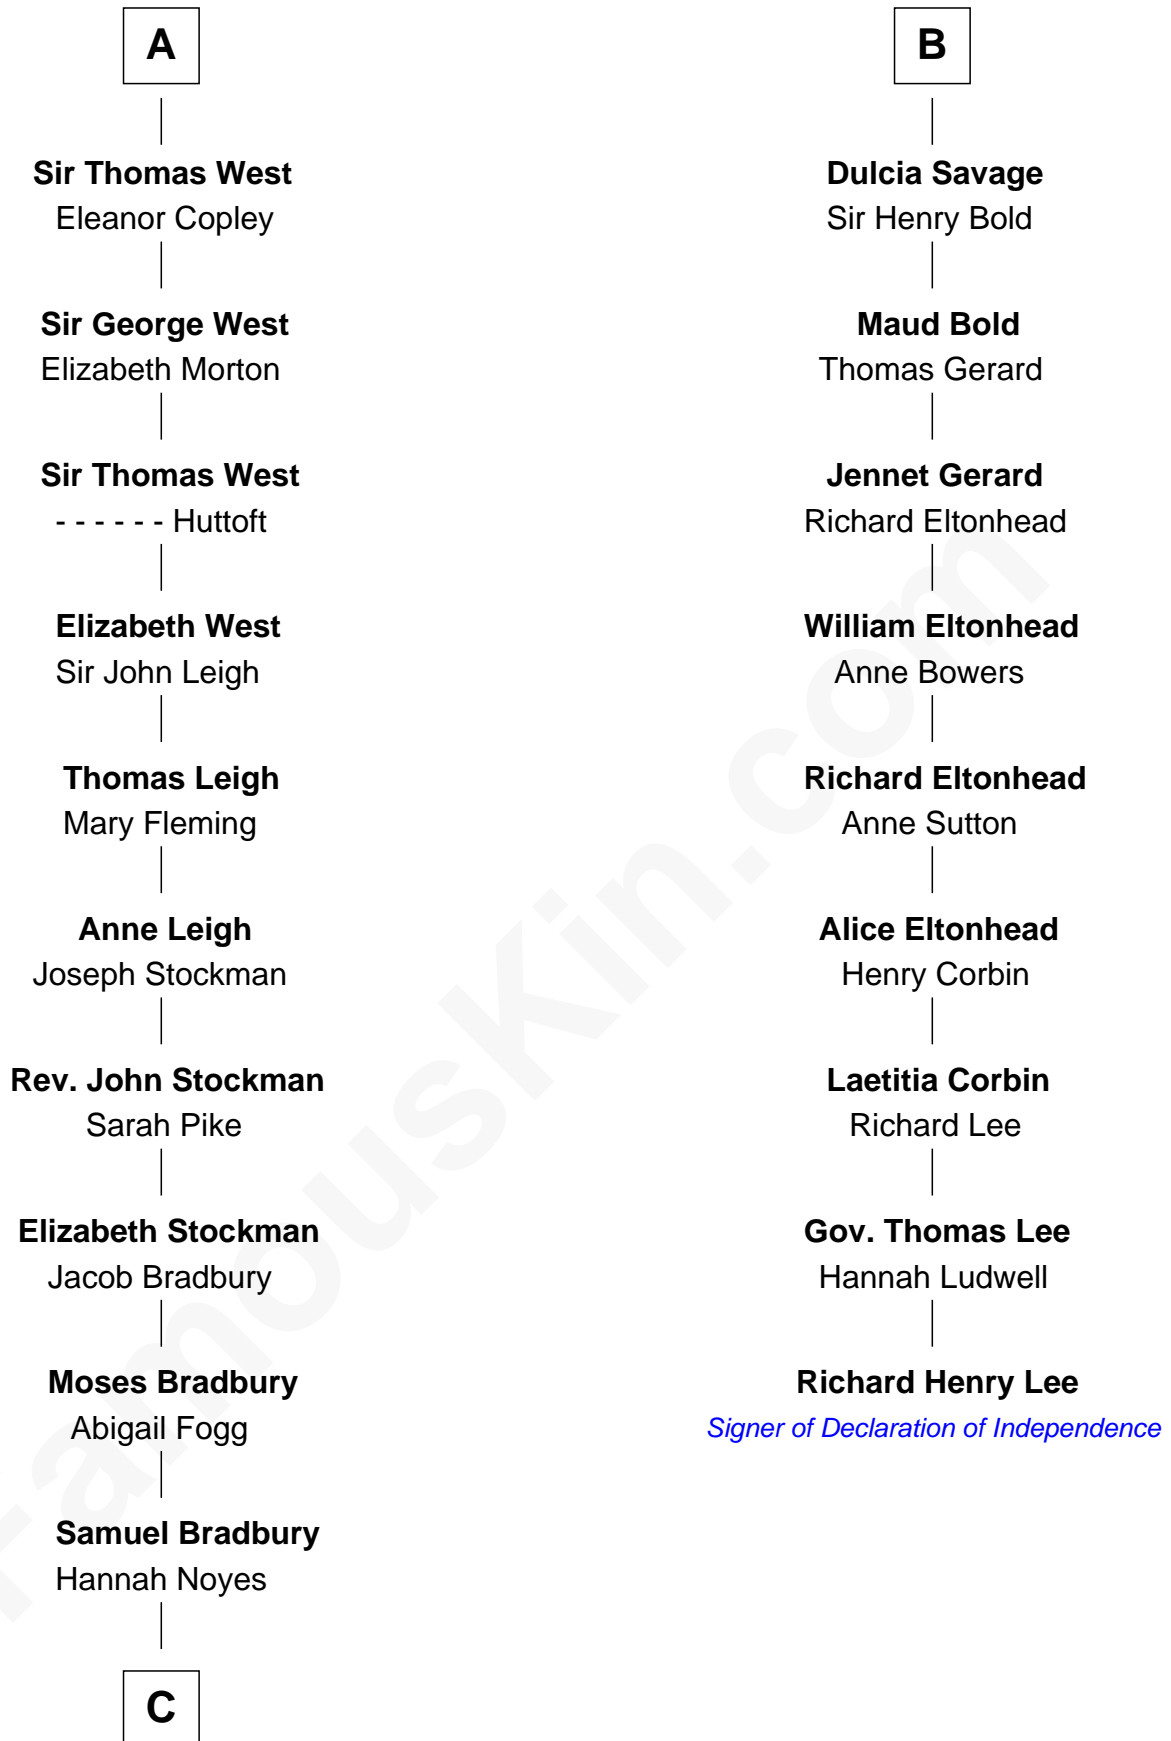 A
Sir Thomas West
Eleanor Copley
Sir George West
Elizabeth Morton
Sir Thomas West
- - - - - - Huttoft
Elizabeth West
Sir John Leigh
Thomas Leigh
Mary Fleming
Anne Leigh
Joseph Stockman
Rev. John Stockman
Sarah Pike
Elizabeth Stockman
Jacob Bradbury
Moses Bradbury
Abigail Fogg
Samuel Bradbury
Hannah Noyes
C
B
Dulcia Savage
Sir Henry Bold
Maud Bold
Thomas Gerard
Jennet Gerard
Richard Eltonhead
William Eltonhead
Anne Bowers
Richard Eltonhead
Anne Sutton
Alice Eltonhead
Henry Corbin
Laetitia Corbin
Richard Lee
Gov. Thomas Lee
Hannah Ludwell
Richard Henry Lee
Signer of Declaration of Independence
FamousKin.com